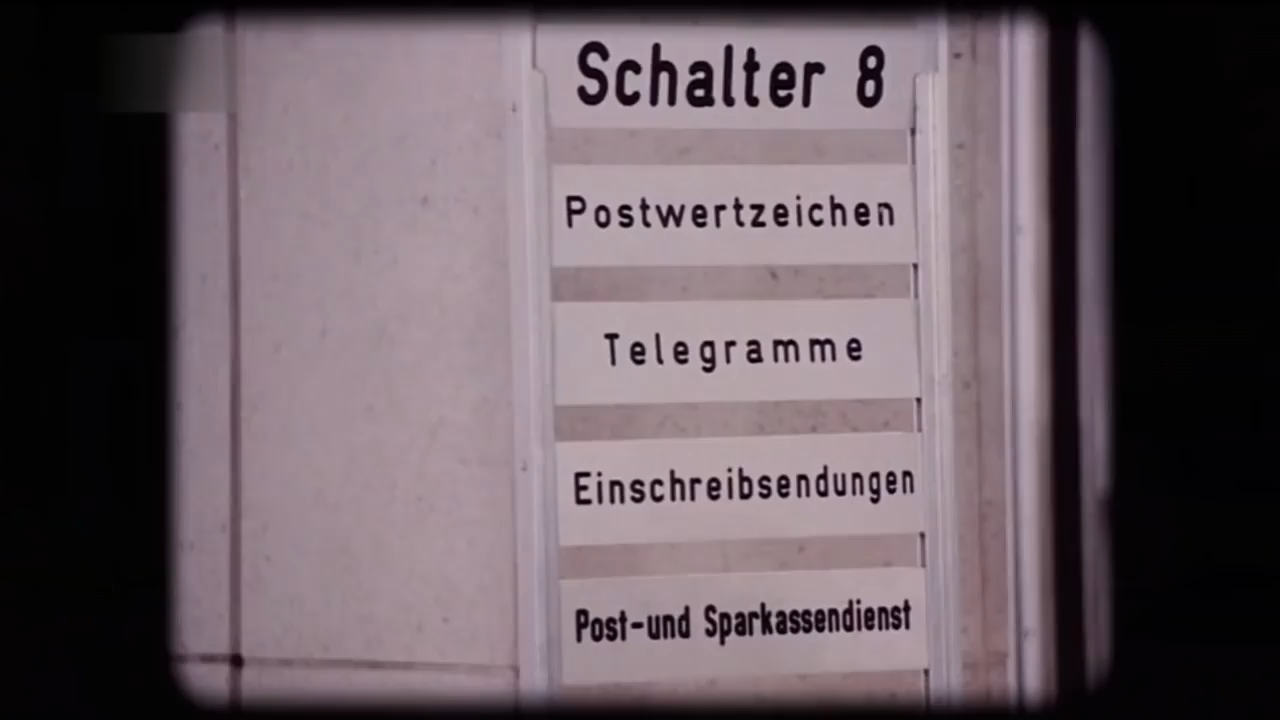 Schalter 8
Postwertzeichen
Telegramme
Einschreibsendungen
Post-und Sparkassendienst